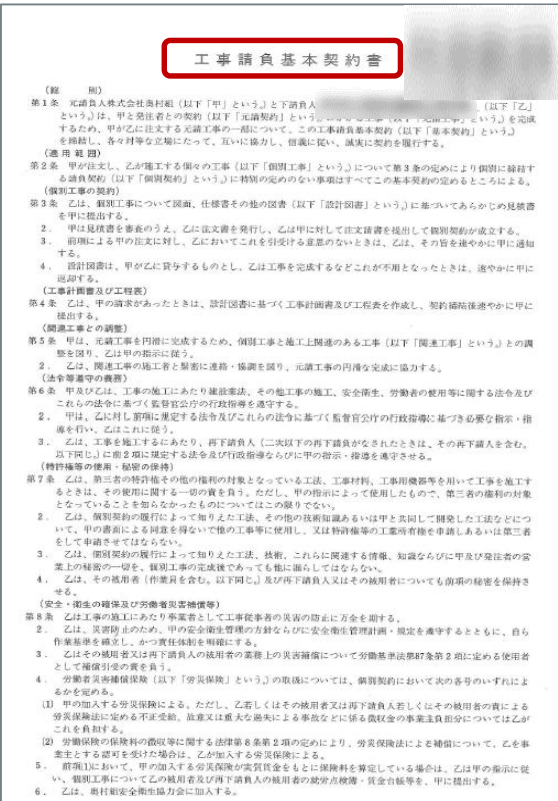 工事請負基本契約書
(総　　則)
第1条　元請負人株式会社奥村組（以下「甲」という。）と下請負人　　　　　　（以下「乙」
という。）は、甲と発注者との契約（以下「元請契約」という。）　　　　　　　　　　　　という。）を完成
するため、甲が乙に注文する元請工事の一部について、この工事請負基本契約（以下「基本契約」という。）
を締結し、各々対等な立場にたって、互いに協力し、信義に従い、誠実に契約を履行する。
(適用範囲)
第2条　甲が注文し、乙が施工する個々の工事（以下「個別工事」という。）について第3条の定めにより個別に締結す
る請負契約（以下「個別契約」という。）に特別の定めのない事項はすべてこの基本契約の定めるところによる。
(個別工事の契約)
第3条　乙は、個別工事について図面、仕様書その他の図書（以下「設計図書」という。）に基づいてあらかじめ見積書
を甲に提出する。
2．　甲は見積書を審査のうえ、乙に注文書を発行し、乙は甲に対して注文請書を提出して個別契約が成立する。
3．　前項による甲の注文に対し、乙においてこれを引受ける意思のないときは、乙は、その旨を速やかに甲に通知
する。
4．　設計図書は、甲が乙に貸与するものとし、乙は工事を完成するなどこれが不用となったときは、速やかに甲に
返却する。
(工事計画書及び工程表)
第4条　乙は、甲の請求があったときは、設計図書に基づく工事計画書及び工程表を作成し、契約締結後速やかに甲に
提出する。
(関連工事との調整)
第5条　甲は、元請工事を円滑に完成するため、個別工事と施工上関連のある工事（以下「関連工事」という。）との調
整を図り、乙は甲の指示に従う。
2．　乙は、関連工事の施工者と緊密に連絡・協調を図り、元請工事の円滑な完成に協力する。
(法令等遵守の義務)
第6条　甲及び乙は、工事の施工にあたり建設業法、その他工事の施工、安全衛生、労働者の使用等に関する法令及び
これらの法令に基づく監督官公庁の行政指導を遵守する。
2．　甲は、乙に対し前項に規定する法令及びこれらの法令に基づく監督官公庁の行政指導に基づき必要な指示・指
導を行い、乙はこれに従う。
3．　乙は、工事を施工するにあたり、再下請負人（二次以下の再下請負がなされたときは、その再下請人を含む。
以下同じ。）に前2項に規定する法令及び行政指導ならびに甲の指示・指導を遵守させる。
(特許権等の使用・秘密の保持)
第7条　乙は、第三者の特許権その他の権利の対象となっている工法、工事材料、工事用機器等を用いて工事を施工す
るときは、その使用に関する一切の責を負う。ただし、甲の指示によって使用したもので、第三者の権利の対象
となっていることを知らなかったものについてはこの限りでない。
2．　乙は、個別契約の履行によって知りえた工法、その他の技術知識あるいは甲と共同して開発した工法などにつ
いて、甲の書面による同意を得ないで他の工事等に使用し、又は特許権等の工業所有権を申請しあるいは第三者
をして申請させてはならない。
3．　乙は、個別契約の履行によって知りえた工法、技術、これらに関連する情報、知識ならびに甲及び発注者の営
業上の秘密の一切を、個別工事の完成後であっても他に漏らしてはならない。
4．　乙は、その被用者（作業員を含む。以下同じ。）及び再下請負人又はその被用者についても前項の秘密を保持さ
せる。
(安全・衛生の確保及び労働者災害補償等)
第8条　乙は工事の施工にあたり事業者として工事従事者の災害の防止に万全を期する。
2．　乙は、災害防止のため、甲の安全衛生管理の方針ならびに安全衛生管理計画・規定を遵守するとともに、自ら
作業基準を確立し、かつ責任体制を明確にする。
3．　乙はその被用者又は再下請負人の被用者の業務上の災害補償について労働基準法第87条第2項に定める使用者
として補償引受の責を負う。
4．　労働者災害補償保険（以下「労災保険」という。）の取扱については、個別契約において次の各号のいずれによ
るかを定める。
(1)　甲の加入する労災保険による。ただし、乙若しくはその被用者又は再下請負人若しくはその被用者の責による
労災保険法に定める不正受給、故意又は重大な過失による事故などに係る徴収金の事業主負担分については乙が
これを負担する。
(2)　労働保険の保険料の徴収等に関する法律第8条第2項の定めにより、労災保険法による補償について、乙を事
業主とする認可を受けた場合は、乙が加入する労災保険による。
5．　前項(1)において、甲の加入する労災保険が実質賃金をもとに保険料を算定している場合は、乙は甲の指示に従
い、個別工事について乙の被用者及び再下請負人の被用者の就労点検簿・賃金台帳等を、甲に提出する。
6．　乙は、奥村組安全衛生協力会に加入する。